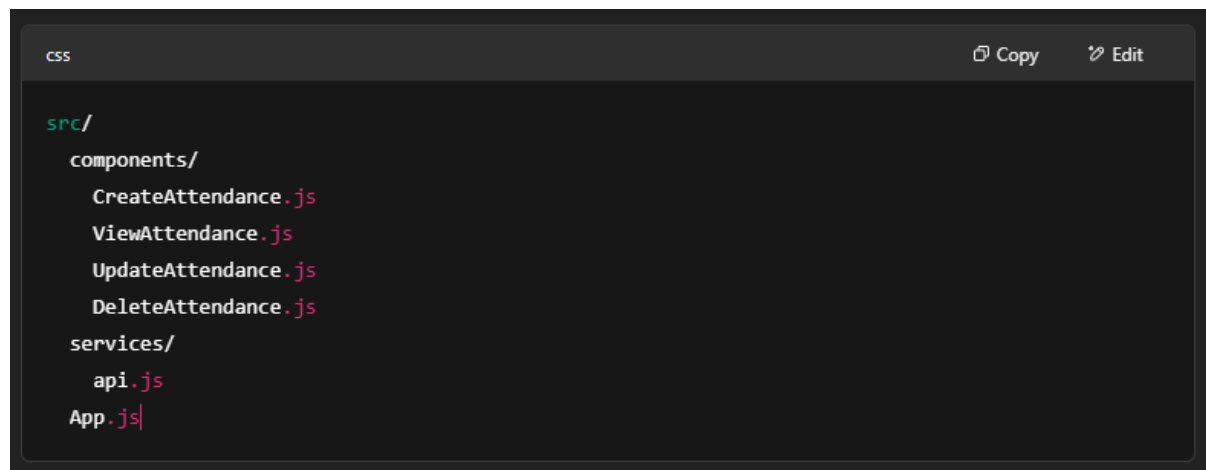 css Copy Edit
src/
components/
CreateAttendance.js
ViewAttendance.js
UpdateAttendance.js
DeleteAttendance.js
services/
api.js
App.js